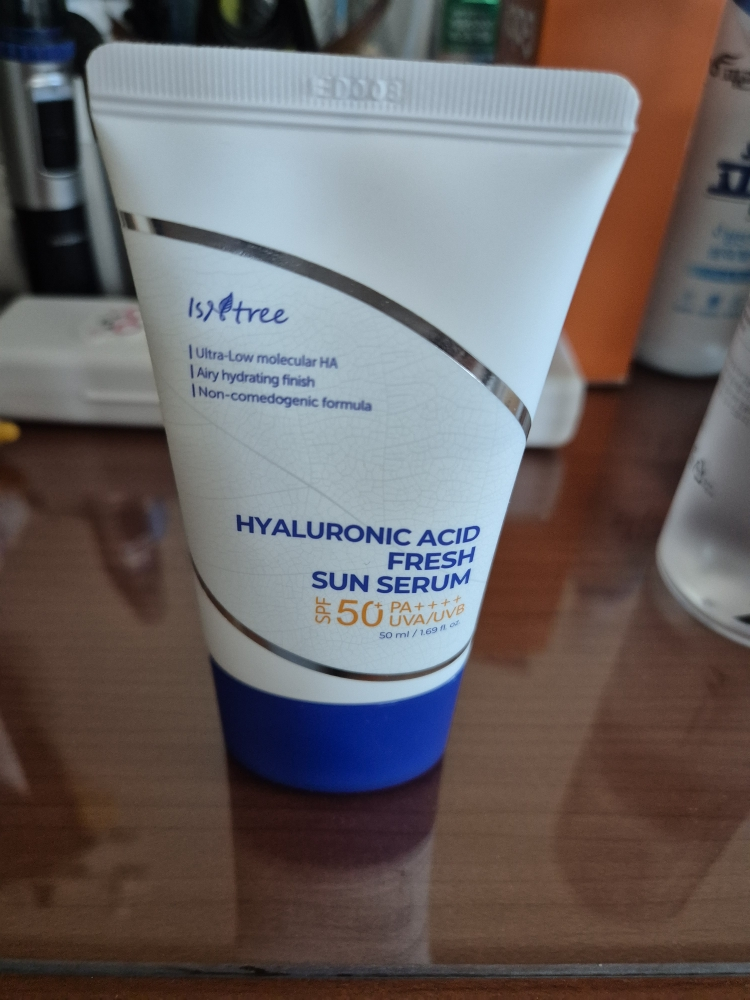 ED003
Isntree
Ultra-Low molecular HA
Airy hydrating finish
Non-comedogenic formula
HYALURONIC ACID
FRESH
SUN SERUM
SPF 50+ PA++++
UVA/UVB
50 ml / 1.69 fl. oz.